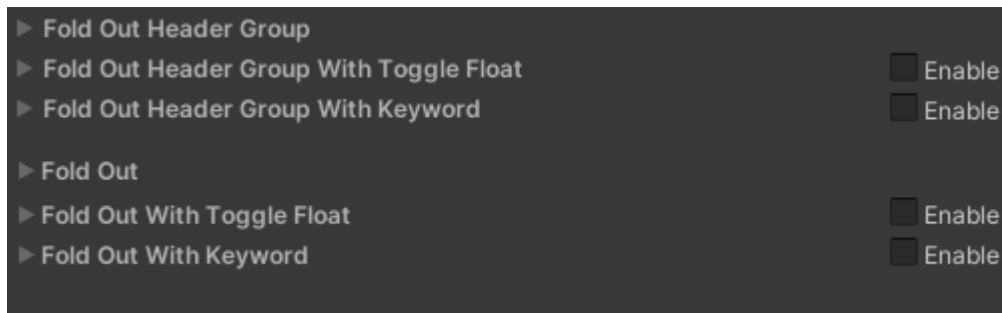 Fold Out Header Group
Fold Out Header Group With Toggle Float Enable
Fold Out Header Group With Keyword Enable
Fold Out
Fold Out With Toggle Float Enable
Fold Out With Keyword Enable